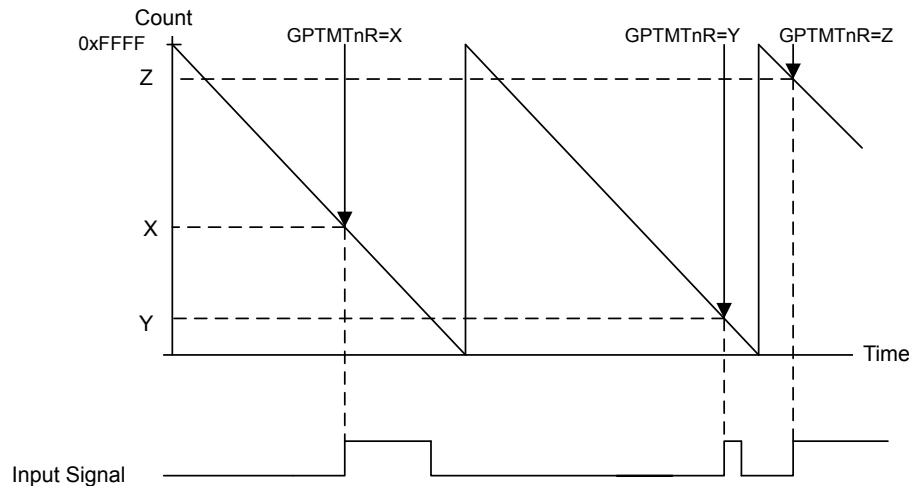 Count
0xFFFF
GPTMTnR=X
GPTMTnR=Y
GPTMTnR=Z
Z
X
Y
Time
Input Signal